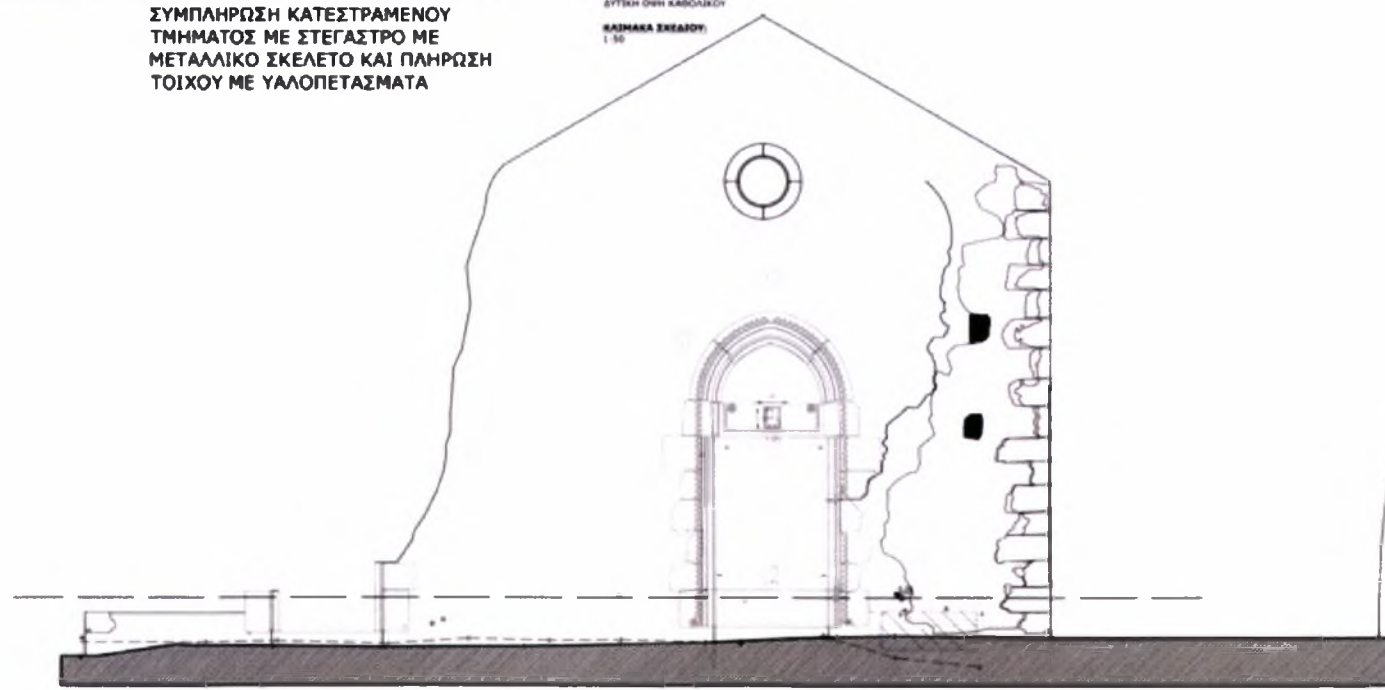 ΣΥΜΠΛΗΡΩΣΗ ΚΑΤΕΣΤΡΑΜΕΝΟΥ
ΤΜΗΜΑΤΟΣ ΜΕ ΣΤΕΓΑΣΤΡΟ ΜΕ
ΜΕΤΑΛΛΙΚΟ ΣΚΕΛΕΤΟ ΚΑΙ ΠΛΗΡΩΣΗ
ΤΟΙΧΟΥ ΜΕ ΥΑΛΟΠΕΤΑΣΜΑΤΑ
ΔΥΤΙΚΗ ΟΨΗ ΚΑΘΟΛΙΚΟΥ
ΚΛΙΜΑΚΑ ΣΧΕΔΙΟΥ:
1:50